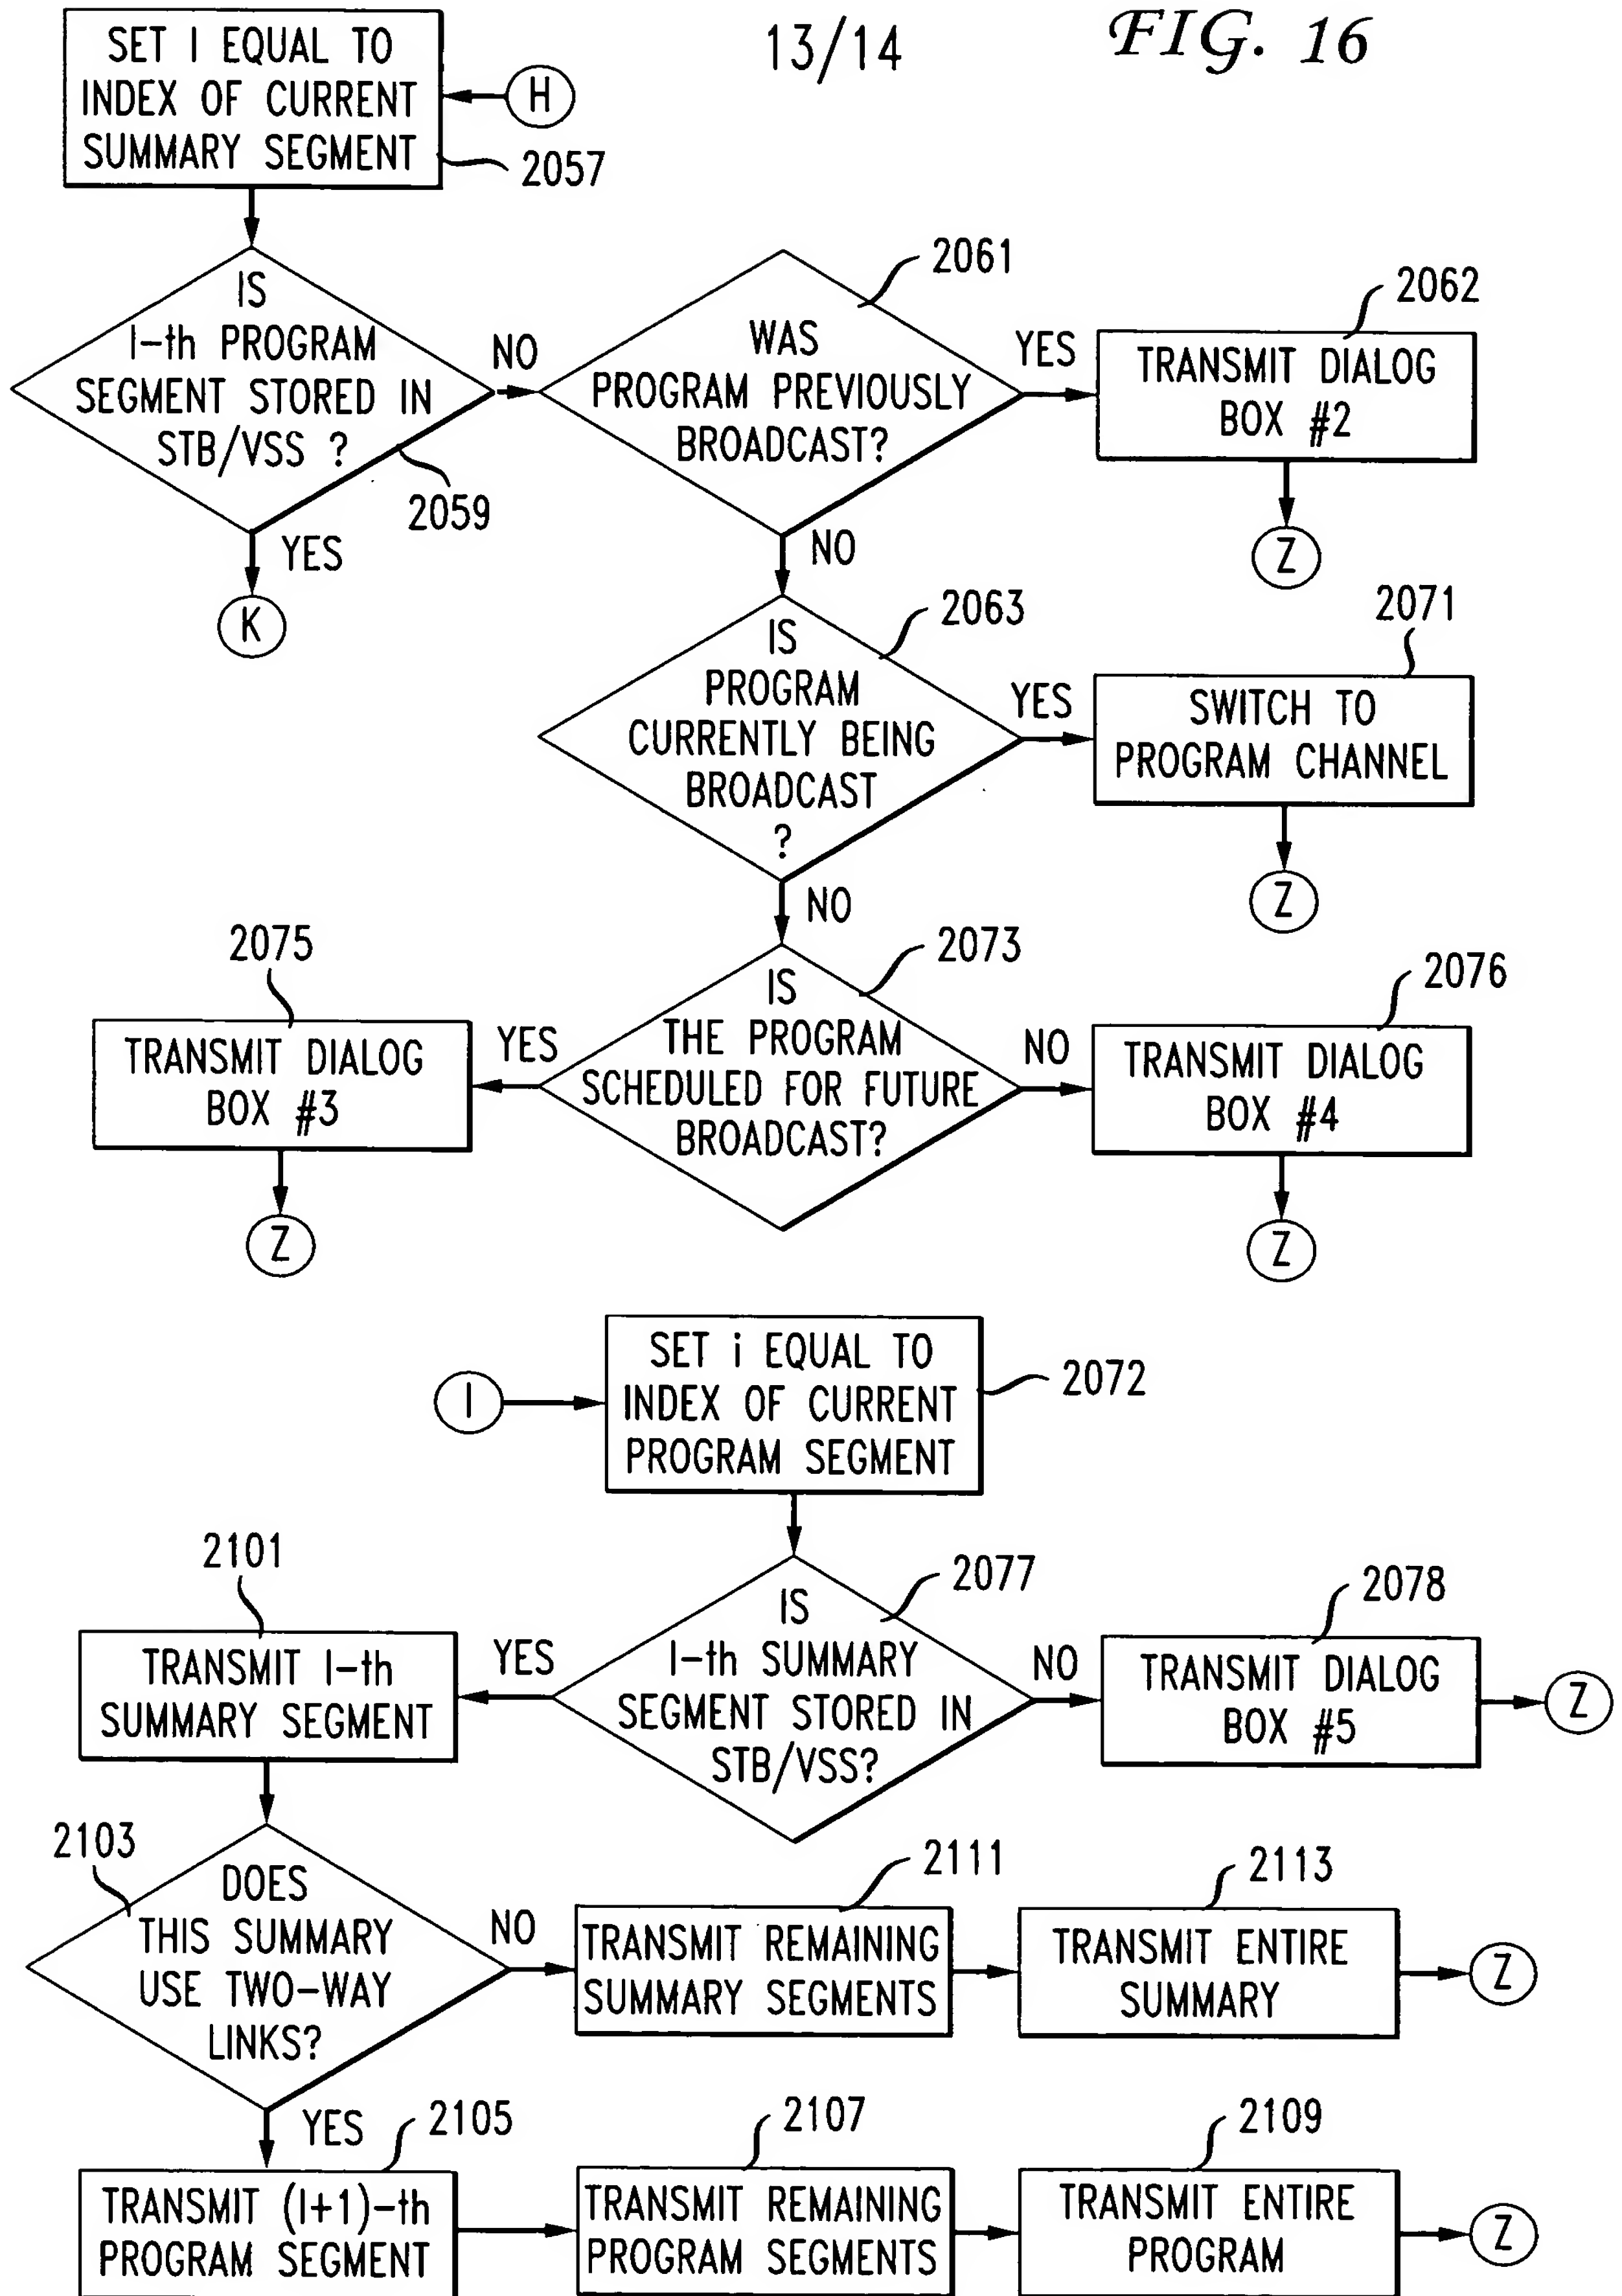 13/14
FIG. 16
SET I EQUAL TO
INDEX OF CURRENT
SUMMARY SEGMENT
H
2057
IS
I-th PROGRAM
SEGMENT STORED IN
STB/VSS ?
2059
NO
YES
K
2061
WAS
PROGRAM PREVIOUSLY
BROADCAST?
YES
NO
2062
TRANSMIT DIALOG
BOX #2
Z
2063
IS
PROGRAM
CURRENTLY BEING
BROADCAST
?
YES
NO
2071
SWITCH TO
PROGRAM CHANNEL
Z
2073
IS
THE PROGRAM
SCHEDULED FOR FUTURE
BROADCAST?
YES
NO
2075
TRANSMIT DIALOG
BOX #3
Z
2076
TRANSMIT DIALOG
BOX #4
Z
I
SET i EQUAL TO
INDEX OF CURRENT
PROGRAM SEGMENT
2072
2077
IS
I-th SUMMARY
SEGMENT STORED IN
STB/VSS?
YES
NO
2078
TRANSMIT DIALOG
BOX #5
Z
2101
TRANSMIT I-th
SUMMARY SEGMENT
2103
DOES
THIS SUMMARY
USE TWO-WAY
LINKS?
NO
YES
2111
TRANSMIT REMAINING
SUMMARY SEGMENTS
2113
TRANSMIT ENTIRE
SUMMARY
Z
2105
TRANSMIT (I+1)-th
PROGRAM SEGMENT
2107
TRANSMIT REMAINING
PROGRAM SEGMENTS
2109
TRANSMIT ENTIRE
PROGRAM
Z